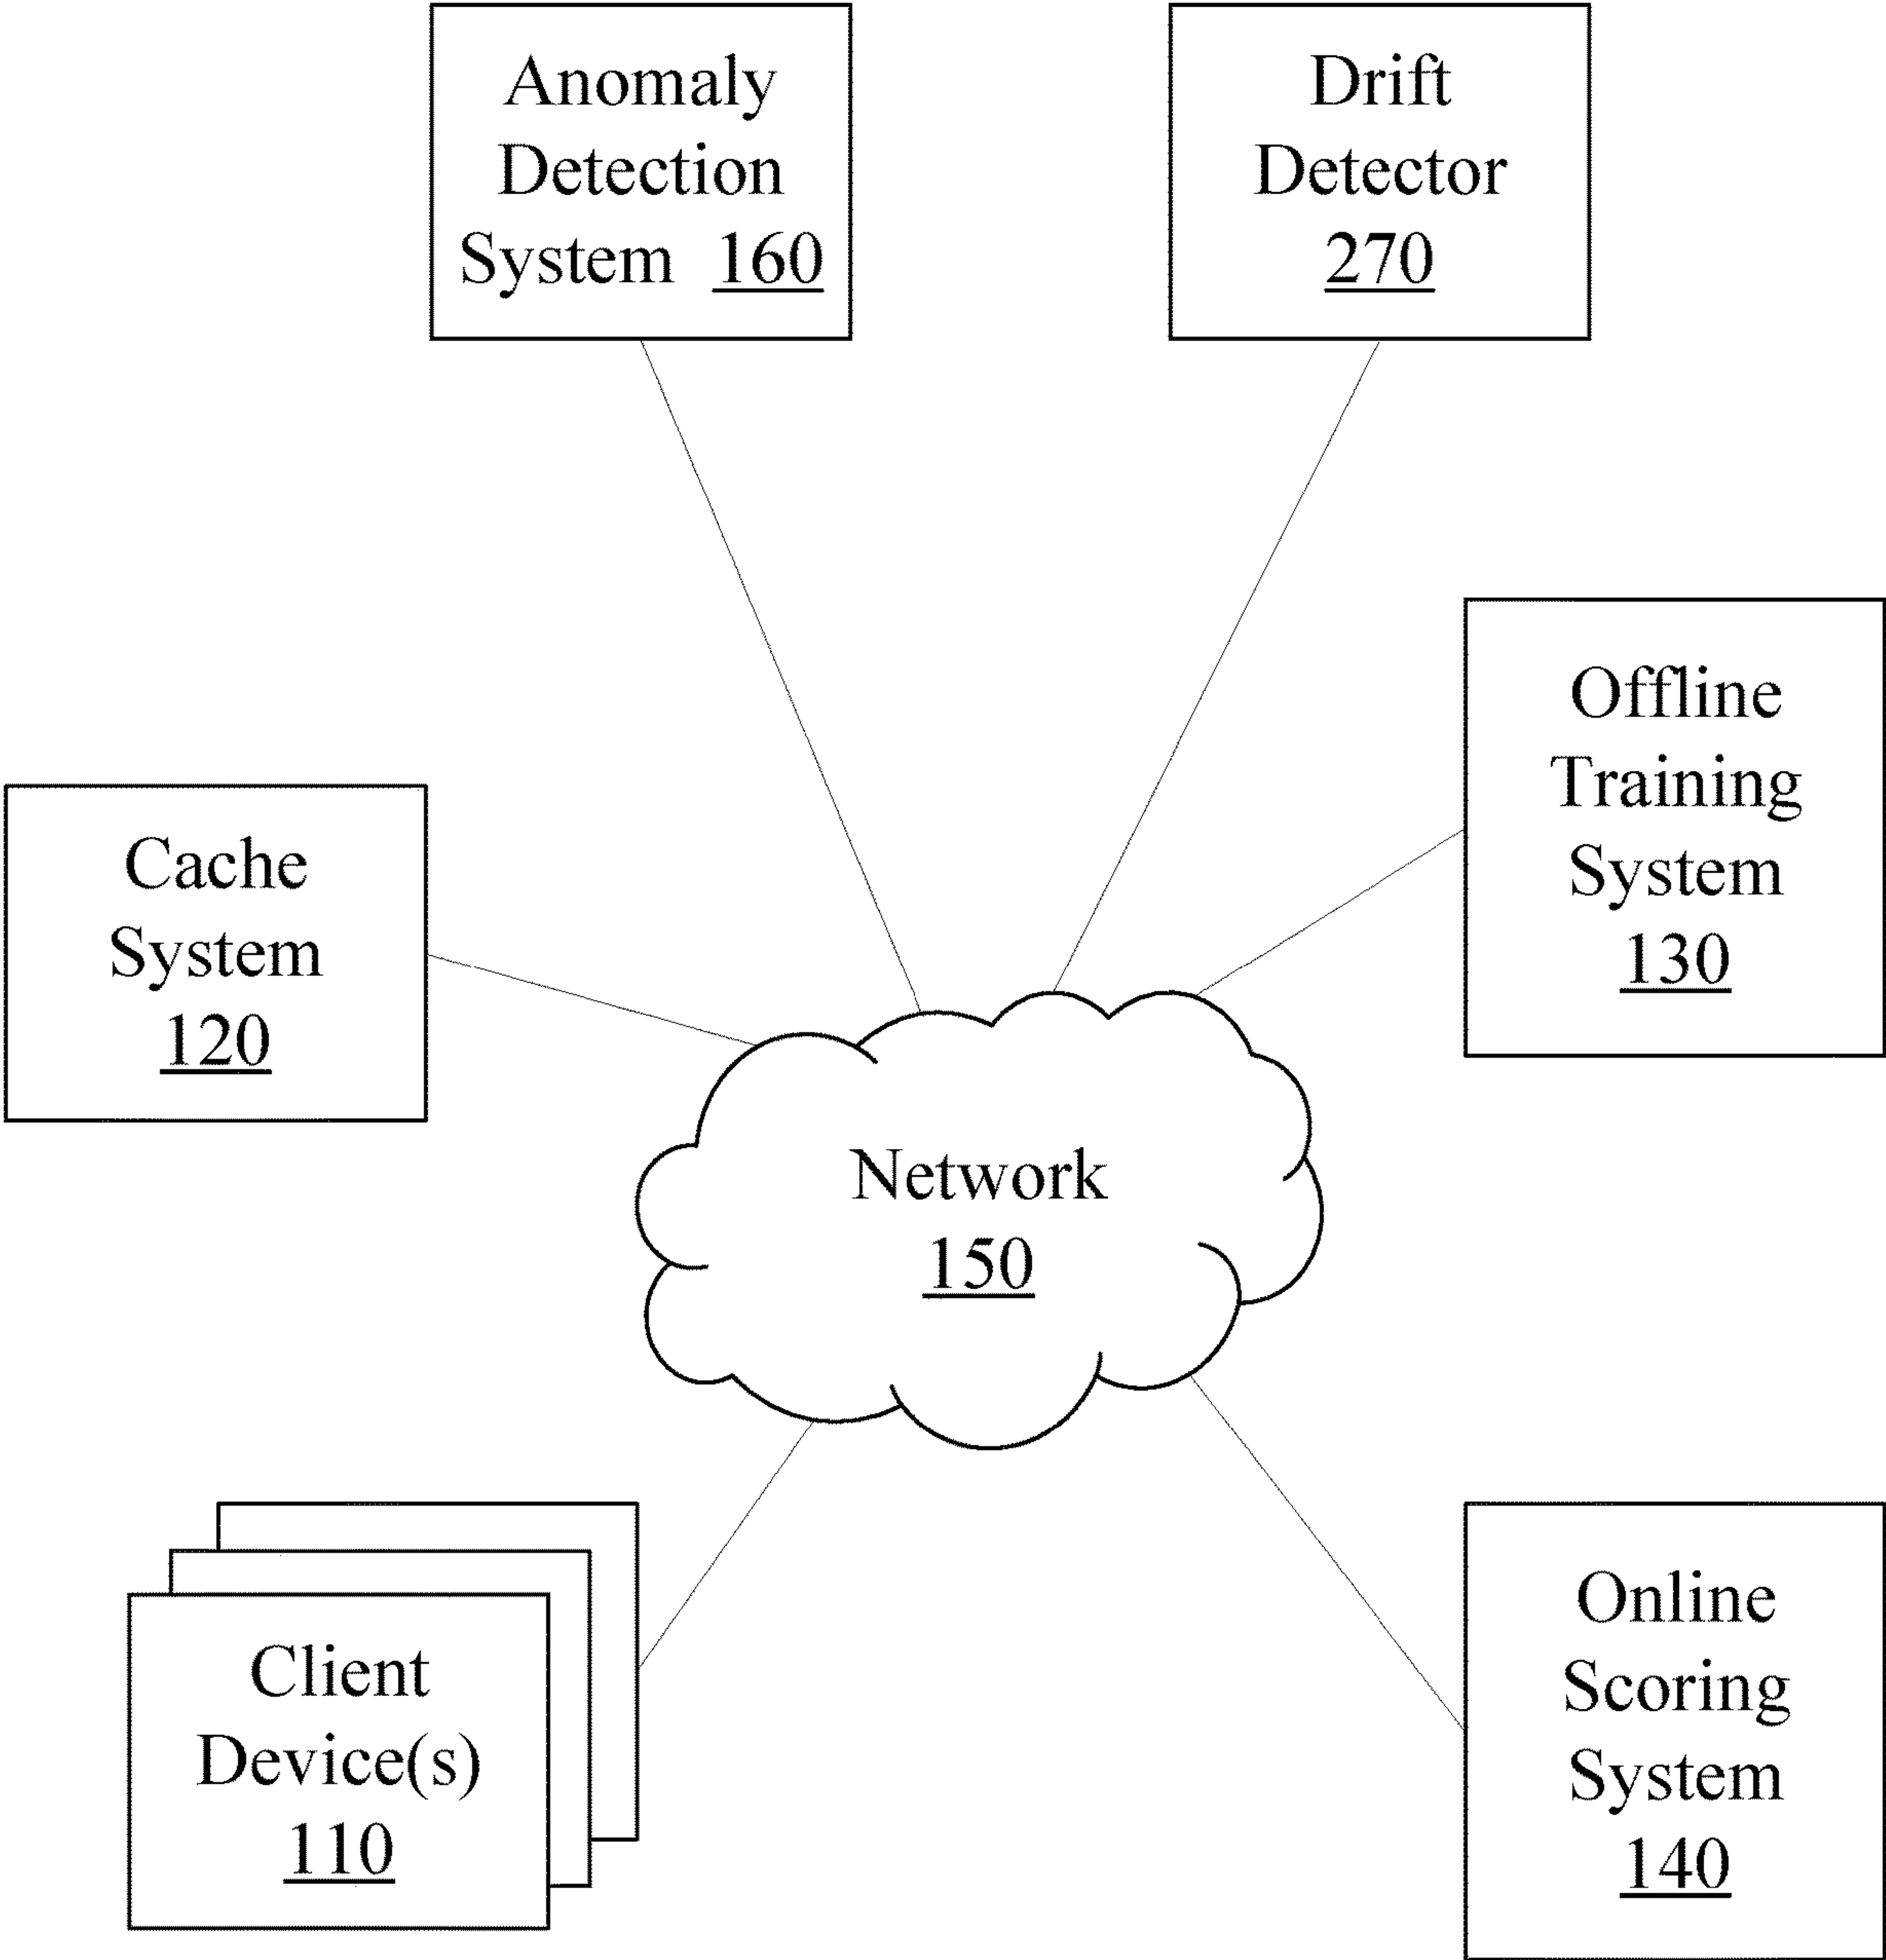 Anomaly
Detection
System 160
Drift
Detector
270
Offline
Training
System
130
Cache
System
120
Network
150
Client
Device(s)
110
Online
Scoring
System
140